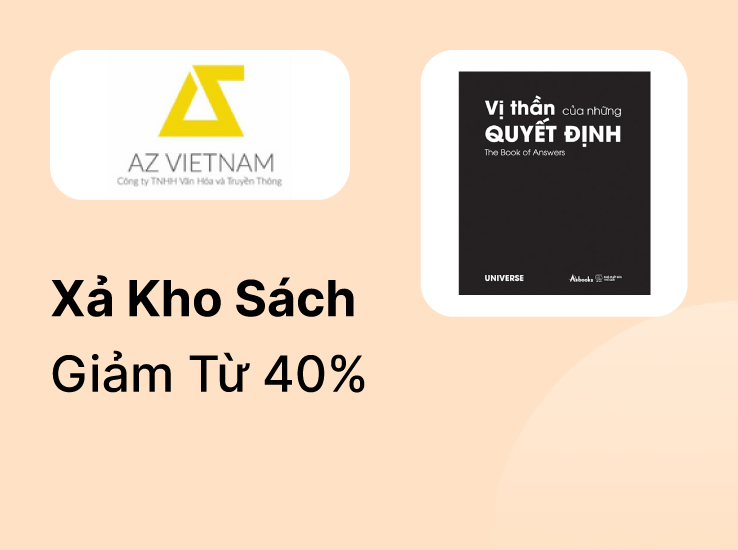 AZ VIETNAM
Công ty TNHH Văn Hóa và Truyền Thông
Xả Kho Sách
Giảm Từ 40%
Vị thần của những
QUYẾT ĐỊNH
The Book of Answers
UNIVERSE
Azbooks